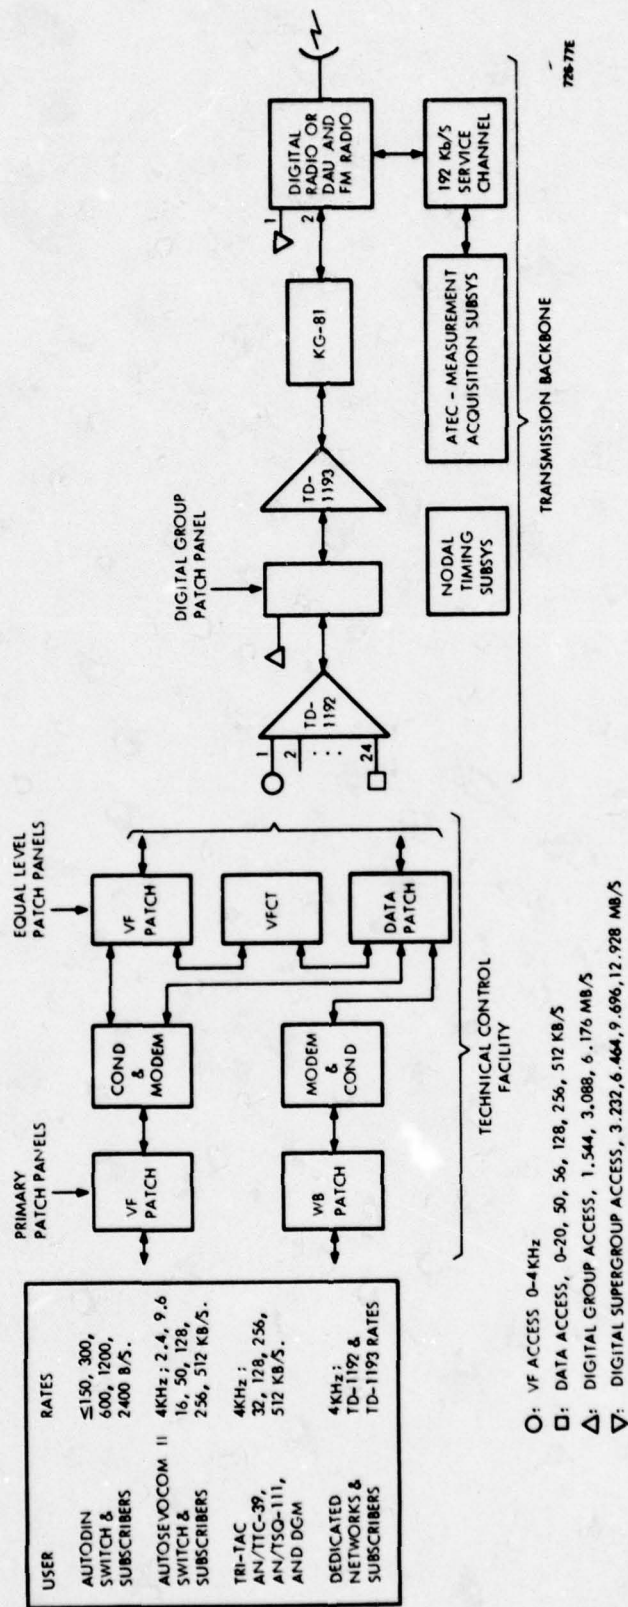 USER RATES
AUTODIN ≤150, 300,
SWITCH & 600, 1200,
SUBSCRIBERS 2400 B/S.
AUTOSEVOCOM II 4KHz; 2.4, 9.6
SWITCH & 16, 50, 128,
SUBSCRIBERS 256, 512 KB/S.
TRI-TAC 4KHz;
AN/TTC-39, 32, 128, 256,
AN/TSQ-111, 512 KB/S.
AND DGM
DEDICATED 4KHz;
NETWORKS & TD-1192 &
SUBSCRIBERS TD-1193 RATES
PRIMARY
PATCH PANELS
VF
PATCH
WB
PATCH
COND
&
MODEM
MODEM
&
COND
EQUAL LEVEL
PATCH PANELS
VF
PATCH
VFCT
DATA
PATCH
TECHNICAL CONTROL
FACILITY
1
2
24
TD-
1192
DIGITAL GROUP
PATCH PANEL
TD-
1193
KG-81
1
2
DIGITAL
RADIO OR
DAU AND
FM RADIO
NODAL
TIMING
SUBSYS
ATEC - MEASUREMENT
ACQUISITION SUBSYS
192 Kb/S
SERVICE
CHANNEL
TRANSMISSION BACKBONE
O: VF ACCESS 0-4KHz
□: DATA ACCESS, 0-20, 50, 56, 128, 256, 512 KB/S
△: DIGITAL GROUP ACCESS, 1.544, 3.088, 6.176 MB/S
▽: DIGITAL SUPERGROUP ACCESS, 3.232, 6.464, 9.696, 12.928 MB/S
728-77E